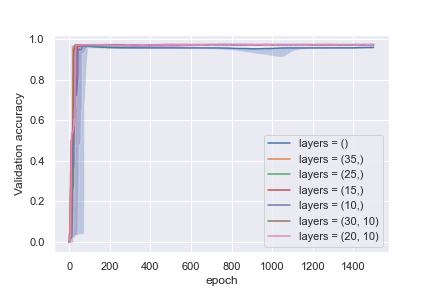 1.0
0.8
0.6
0.4
0.2
0.0
Validation accuracy
layers = ()
layers = (35,)
layers = (25,)
layers = (15,)
layers = (10,)
layers = (30, 10)
layers = (20, 10)
0 200 400 600 800 1000 1200 1400
epoch